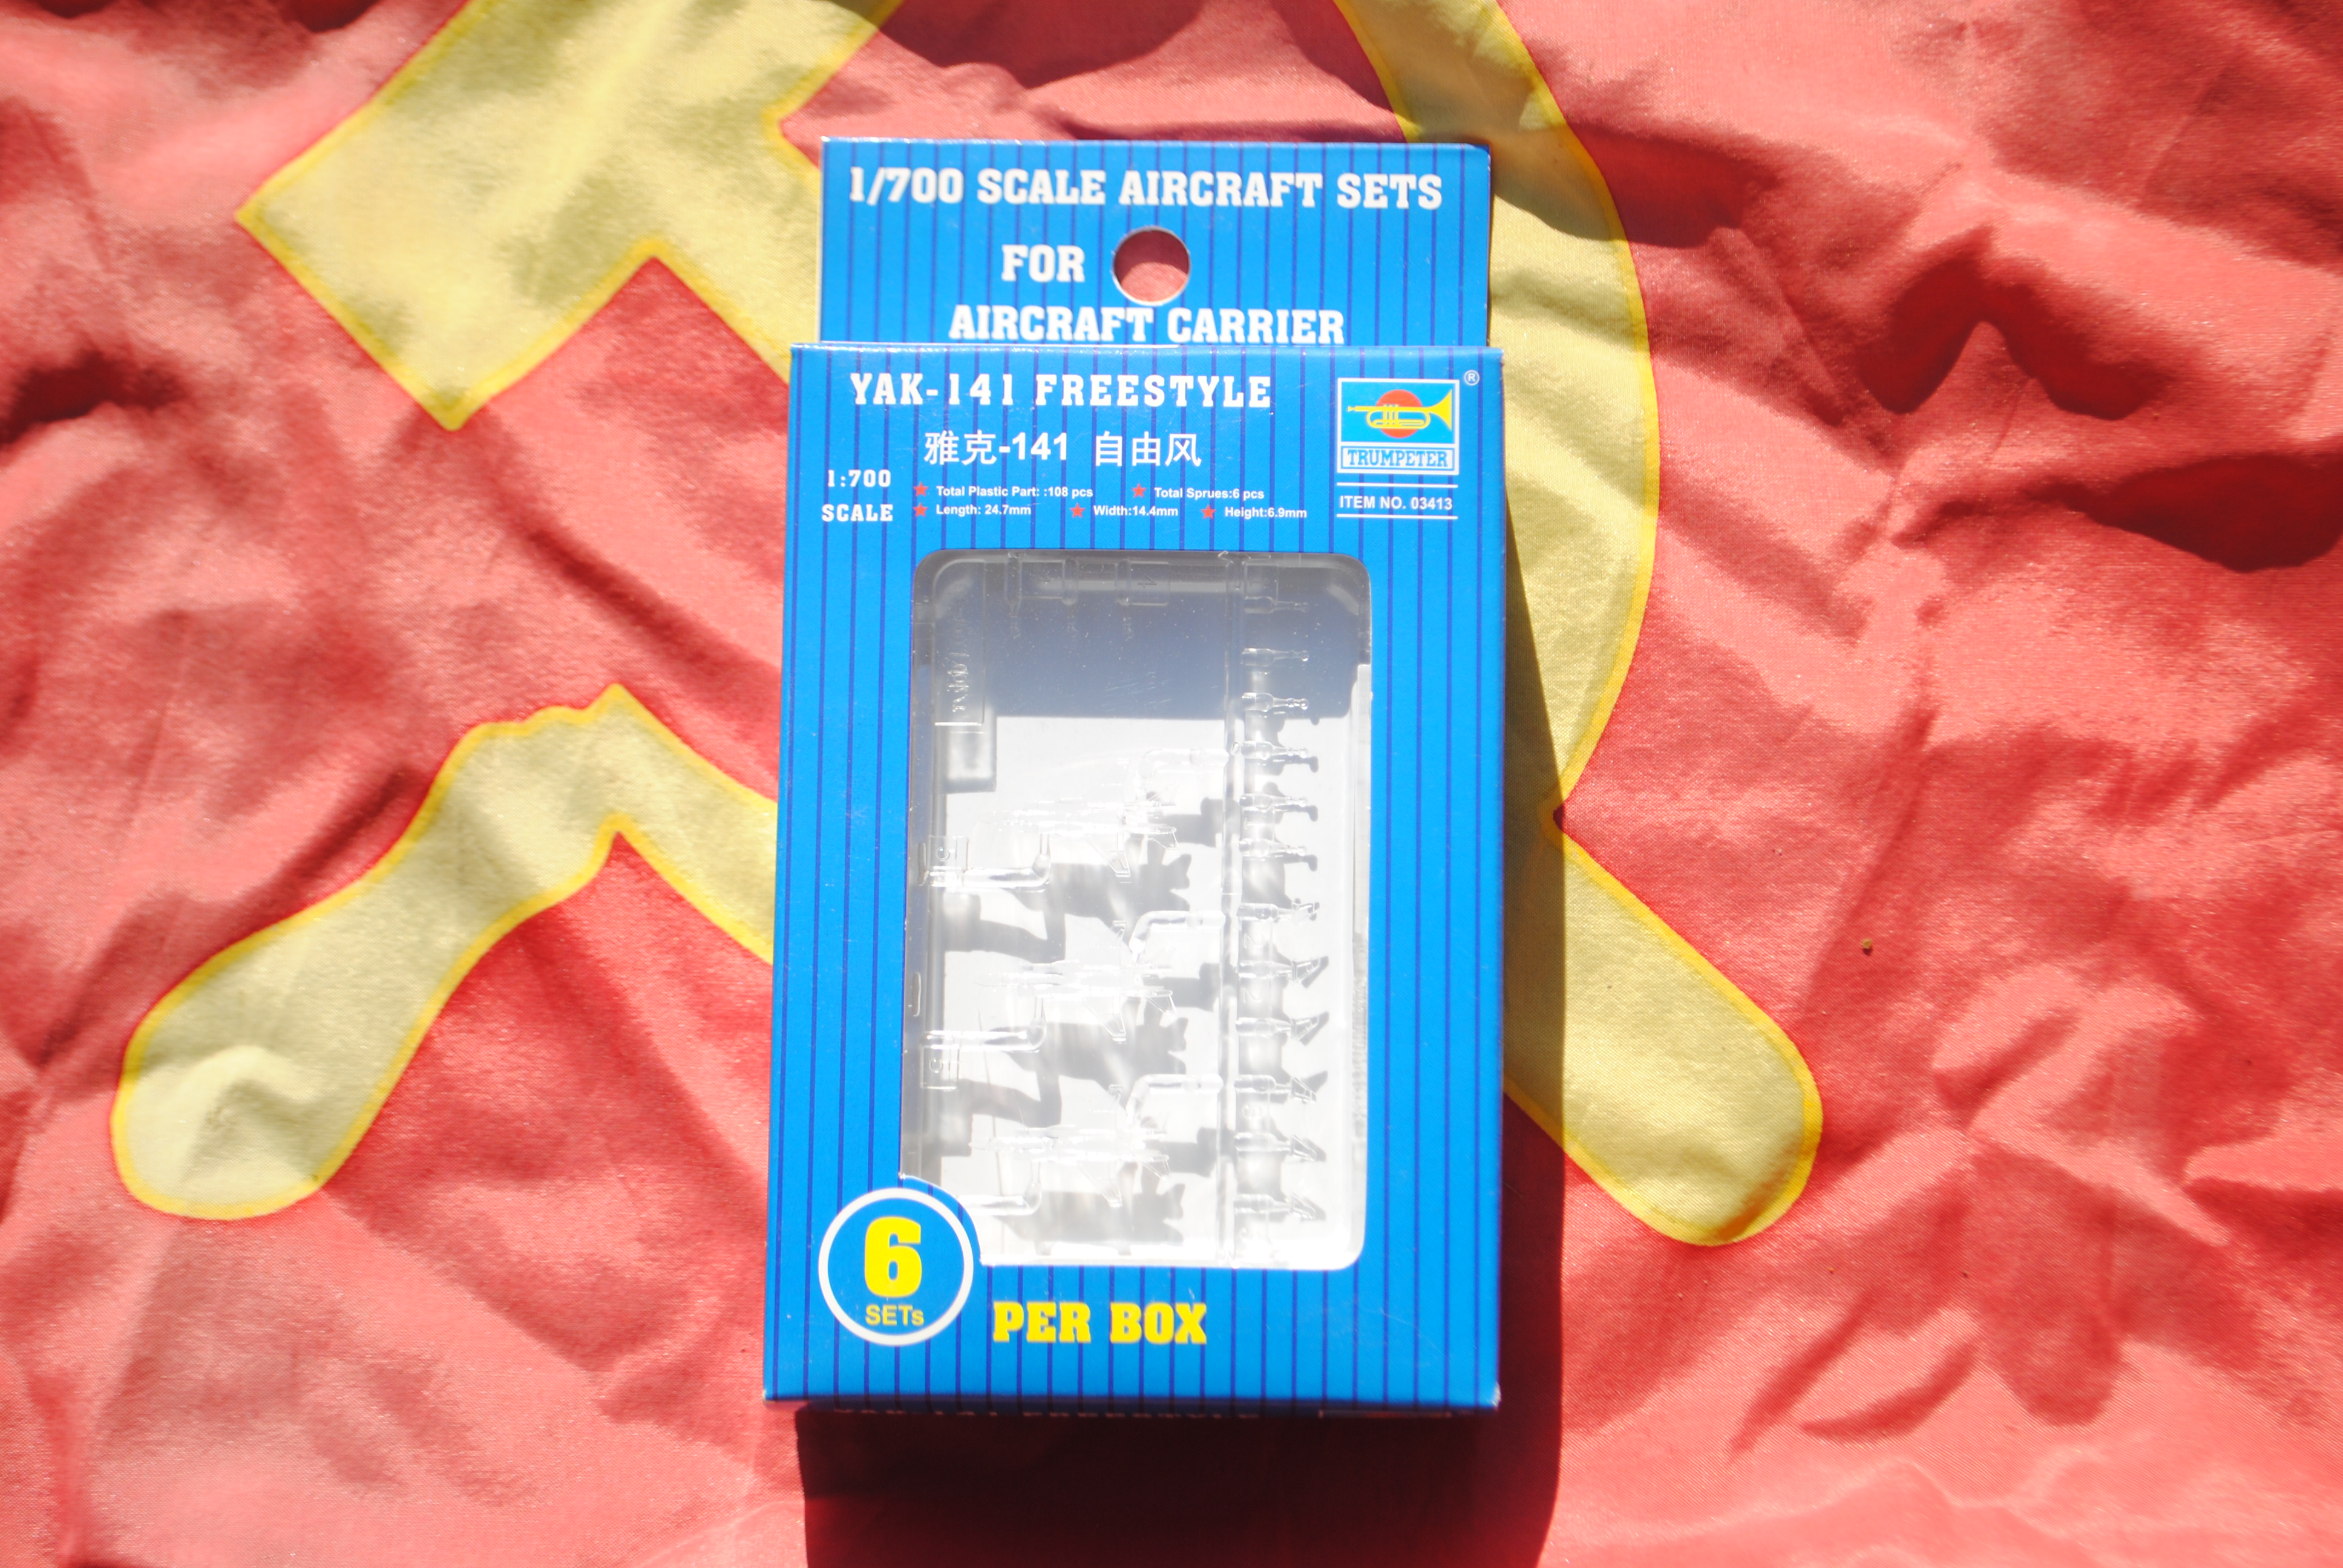 1/700 SCALE AIRCRAFT SETS
FOR
AIRCRAFT CARRIER
YAK-141 FREESTYLE
雅克-141 自由风
®
TRUMPETER
1:700
SCALE
Total Plastic Part: :108 pcs
Total Sprues:6 pcs
Length: 24.7mm
Width:14.4mm
Height:6.9mm
ITEM NO. 03413
6
SETs
PER BOX